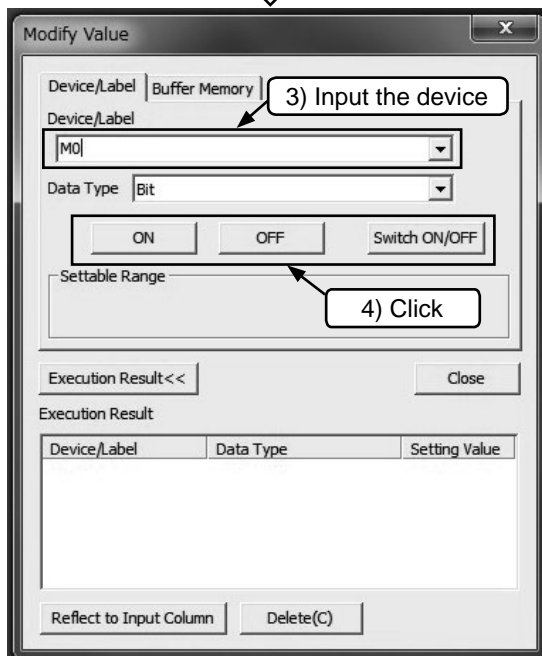 Modify Value
x
Device/Label Buffer Memory
3) Input the device
Device/Label
M0
Data Type Bit
ON OFF Switch ON/OFF
Settable Range
4) Click
Execution Result<< Close
Execution Result
Device/Label Data Type Setting Value
Reflect to Input Column Delete(C)